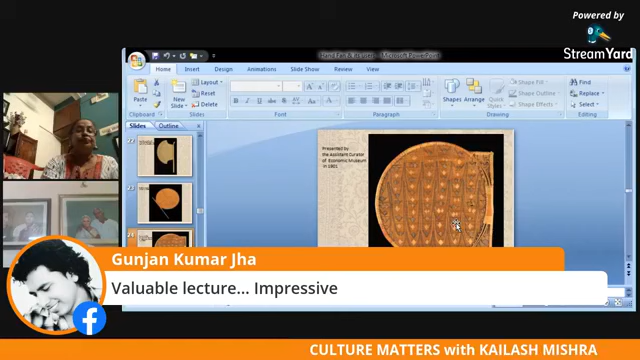 Powered by
StreamYard
Microsoft PowerPoint
Home Insert Design Animations Slide Show Review View
Layout
Reset
Delete
Paste
New
Slide
Shapes Arrange Quick
Styles
Shape Fill
Shape Outline
Shape Effects
Find
Replace
Select
Clipboard Slides Font Paragraph Drawing Editing
Slides Outline
22
23
24
Presented by
the Assistant Curator
of Economic Museum
in 1881
Gunjan Kumar Jha
Valuable lecture... Impressive
CULTURE MATTERS with KAILASH MISHRA